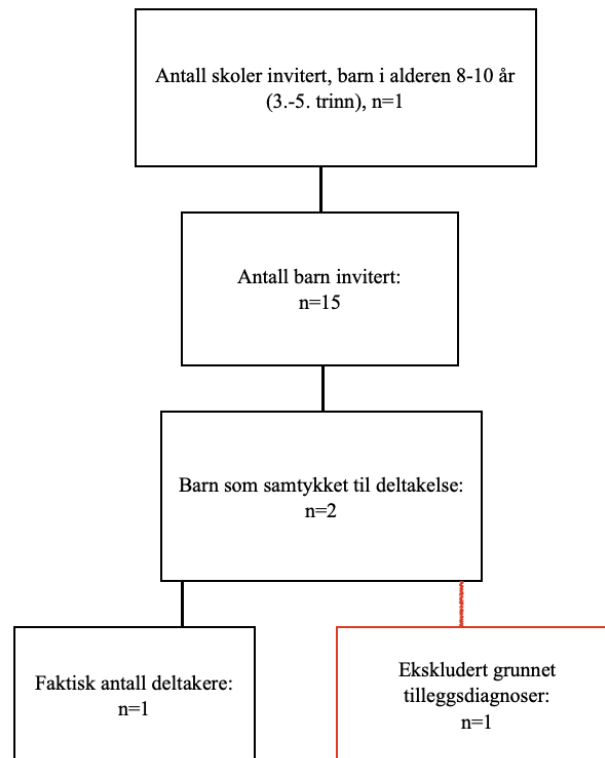 Antall skoler invitert, barn i alderen 8-10 år
(3.-5. trinn), n=1
Antall barn invitert:
n=15
Barn som samtykket til deltakelse:
n=2
Faktisk antall deltakere:
n=1
Ekskludert grunnet
tilleggsdiagnoser:
n=1